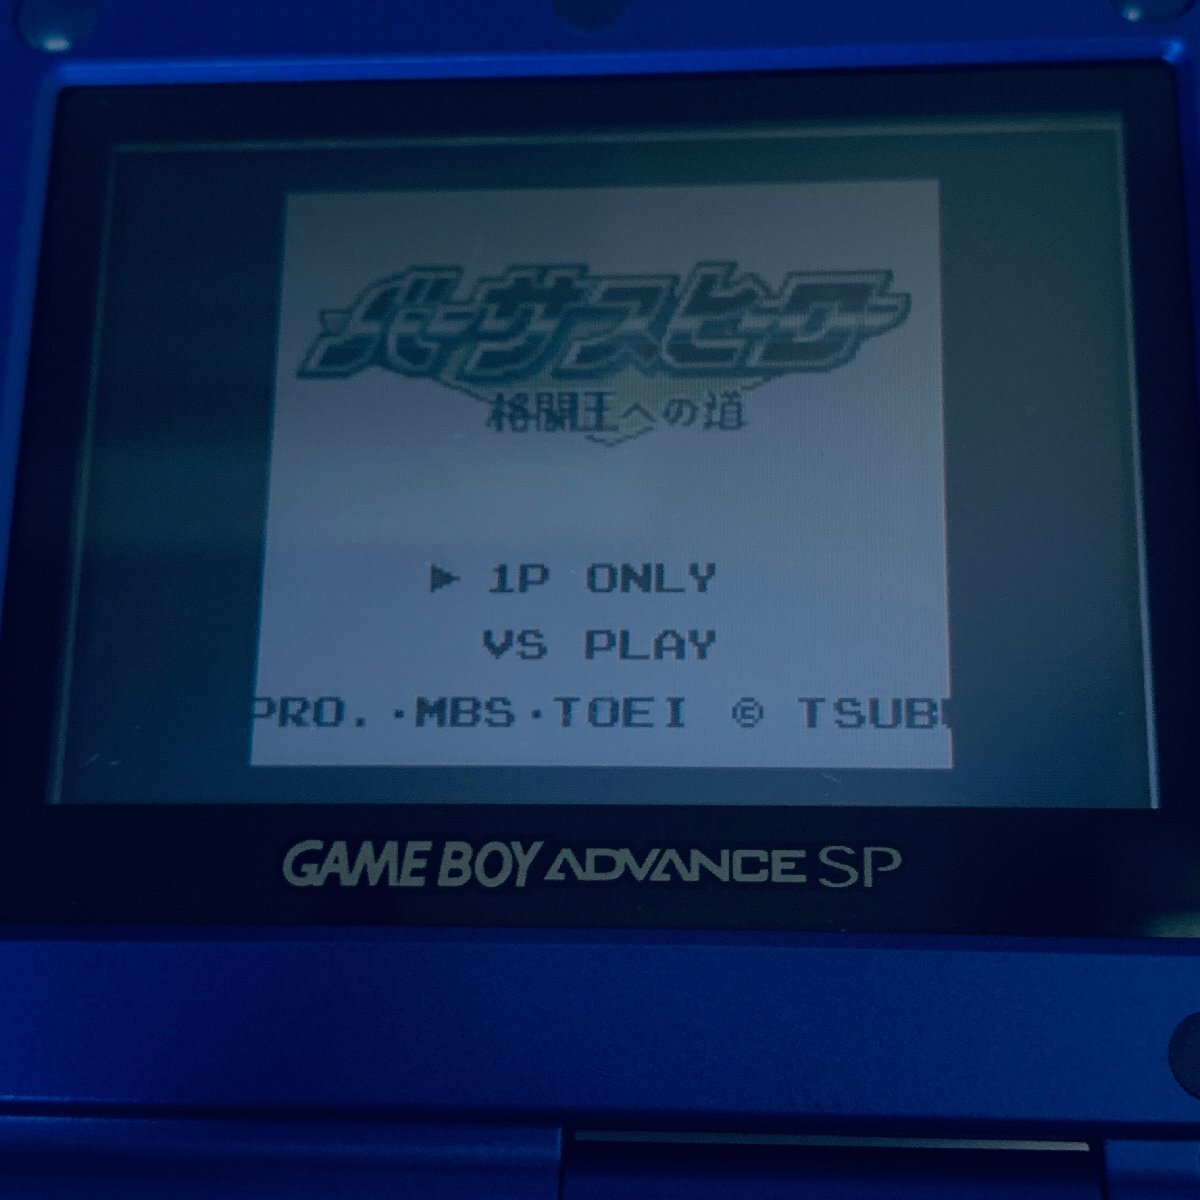 バーサスヒーロー
格闘王への道
▶ 1P ONLY
VS PLAY
PRO.・MBS・TOEI © TSUB
GAME BOY ADVANCE SP